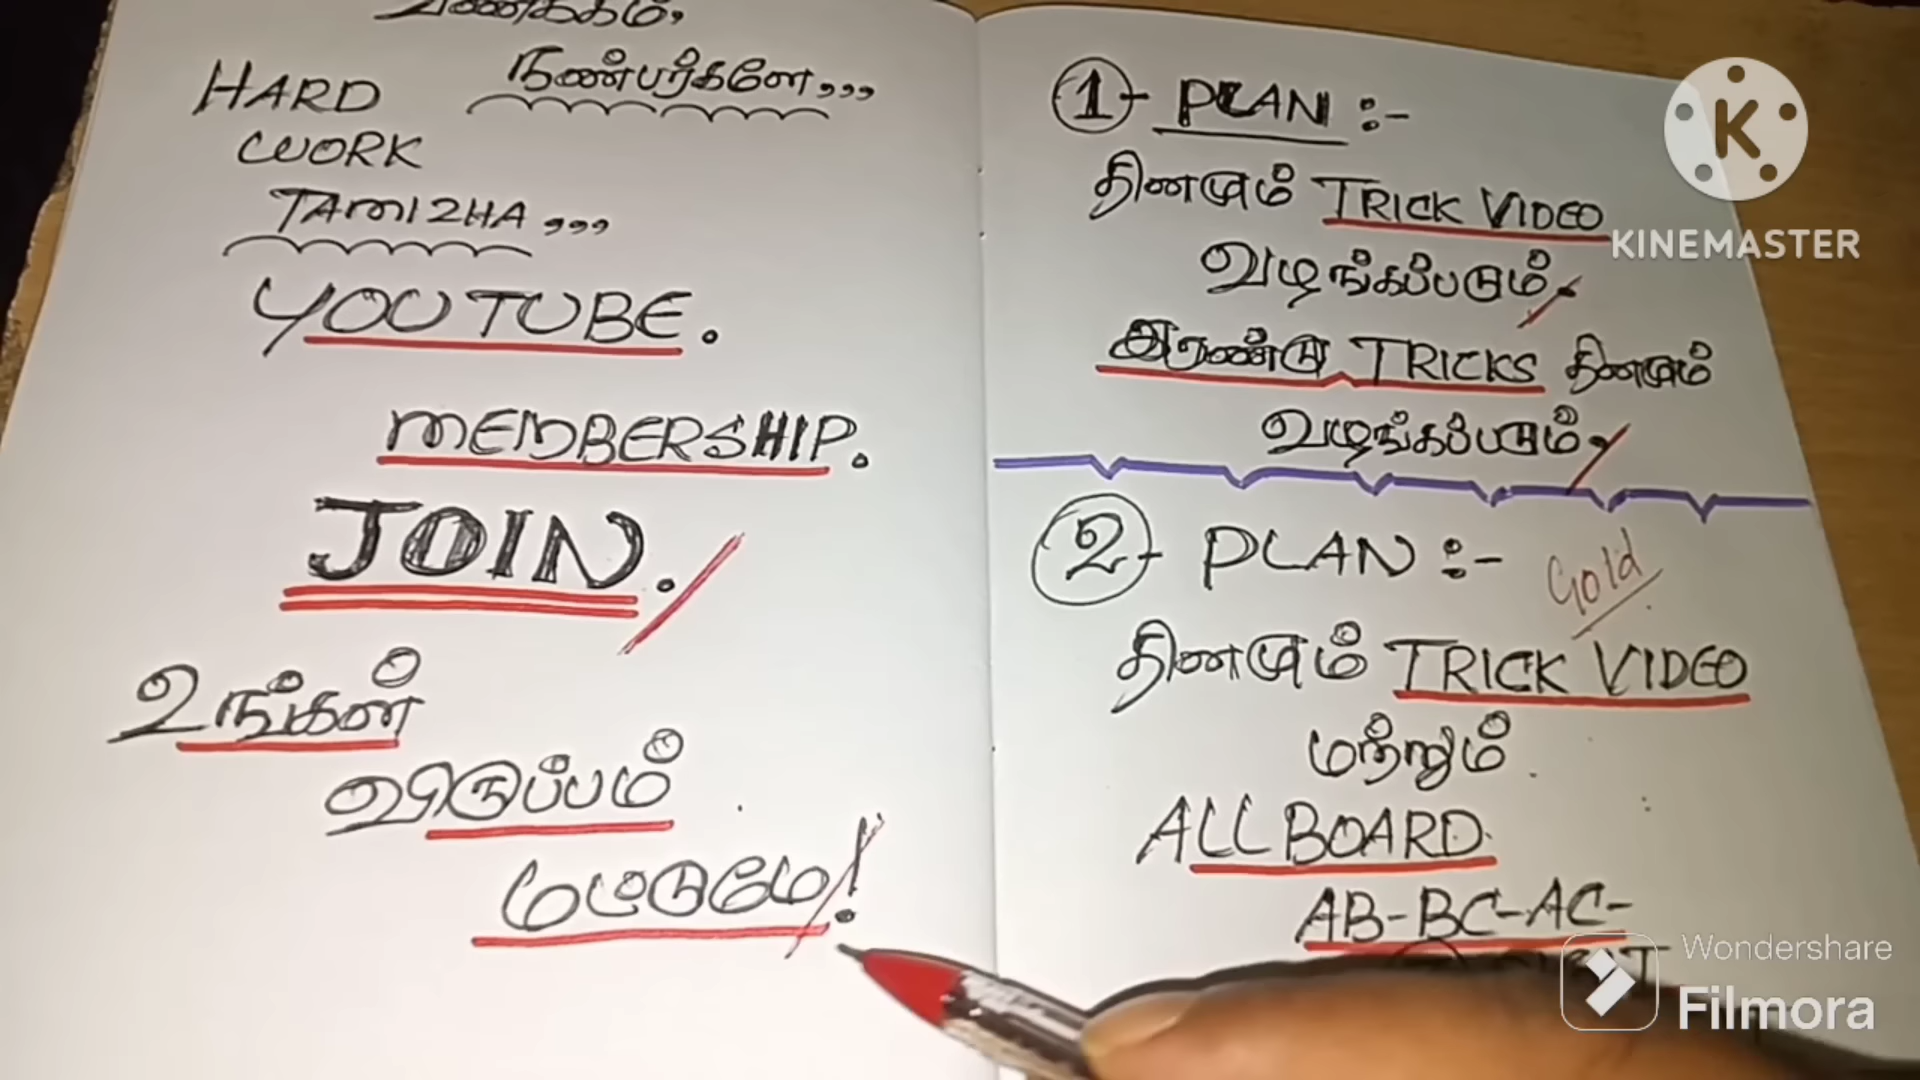 வணக்கம்,
நண்பர்களே,,,
HARD
WORK
TAMIZHA,,,
YOUTUBE.
MEMBERSHIP.
JOIN.
உங்கள்
விருப்பம்
மட்டுமே!
1- PLAN :-
தினமும் TRICK VIDEO
வழங்கப்படும்.
இரண்டு TRICKS தினமும்
வழங்கப்படும்.
2- PLAN :- Gold
தினமும் TRICK VIDEO
மற்றும்
ALL BOARD.
AB-BC-AC-
KINEMASTER
Wondershare
Filmora